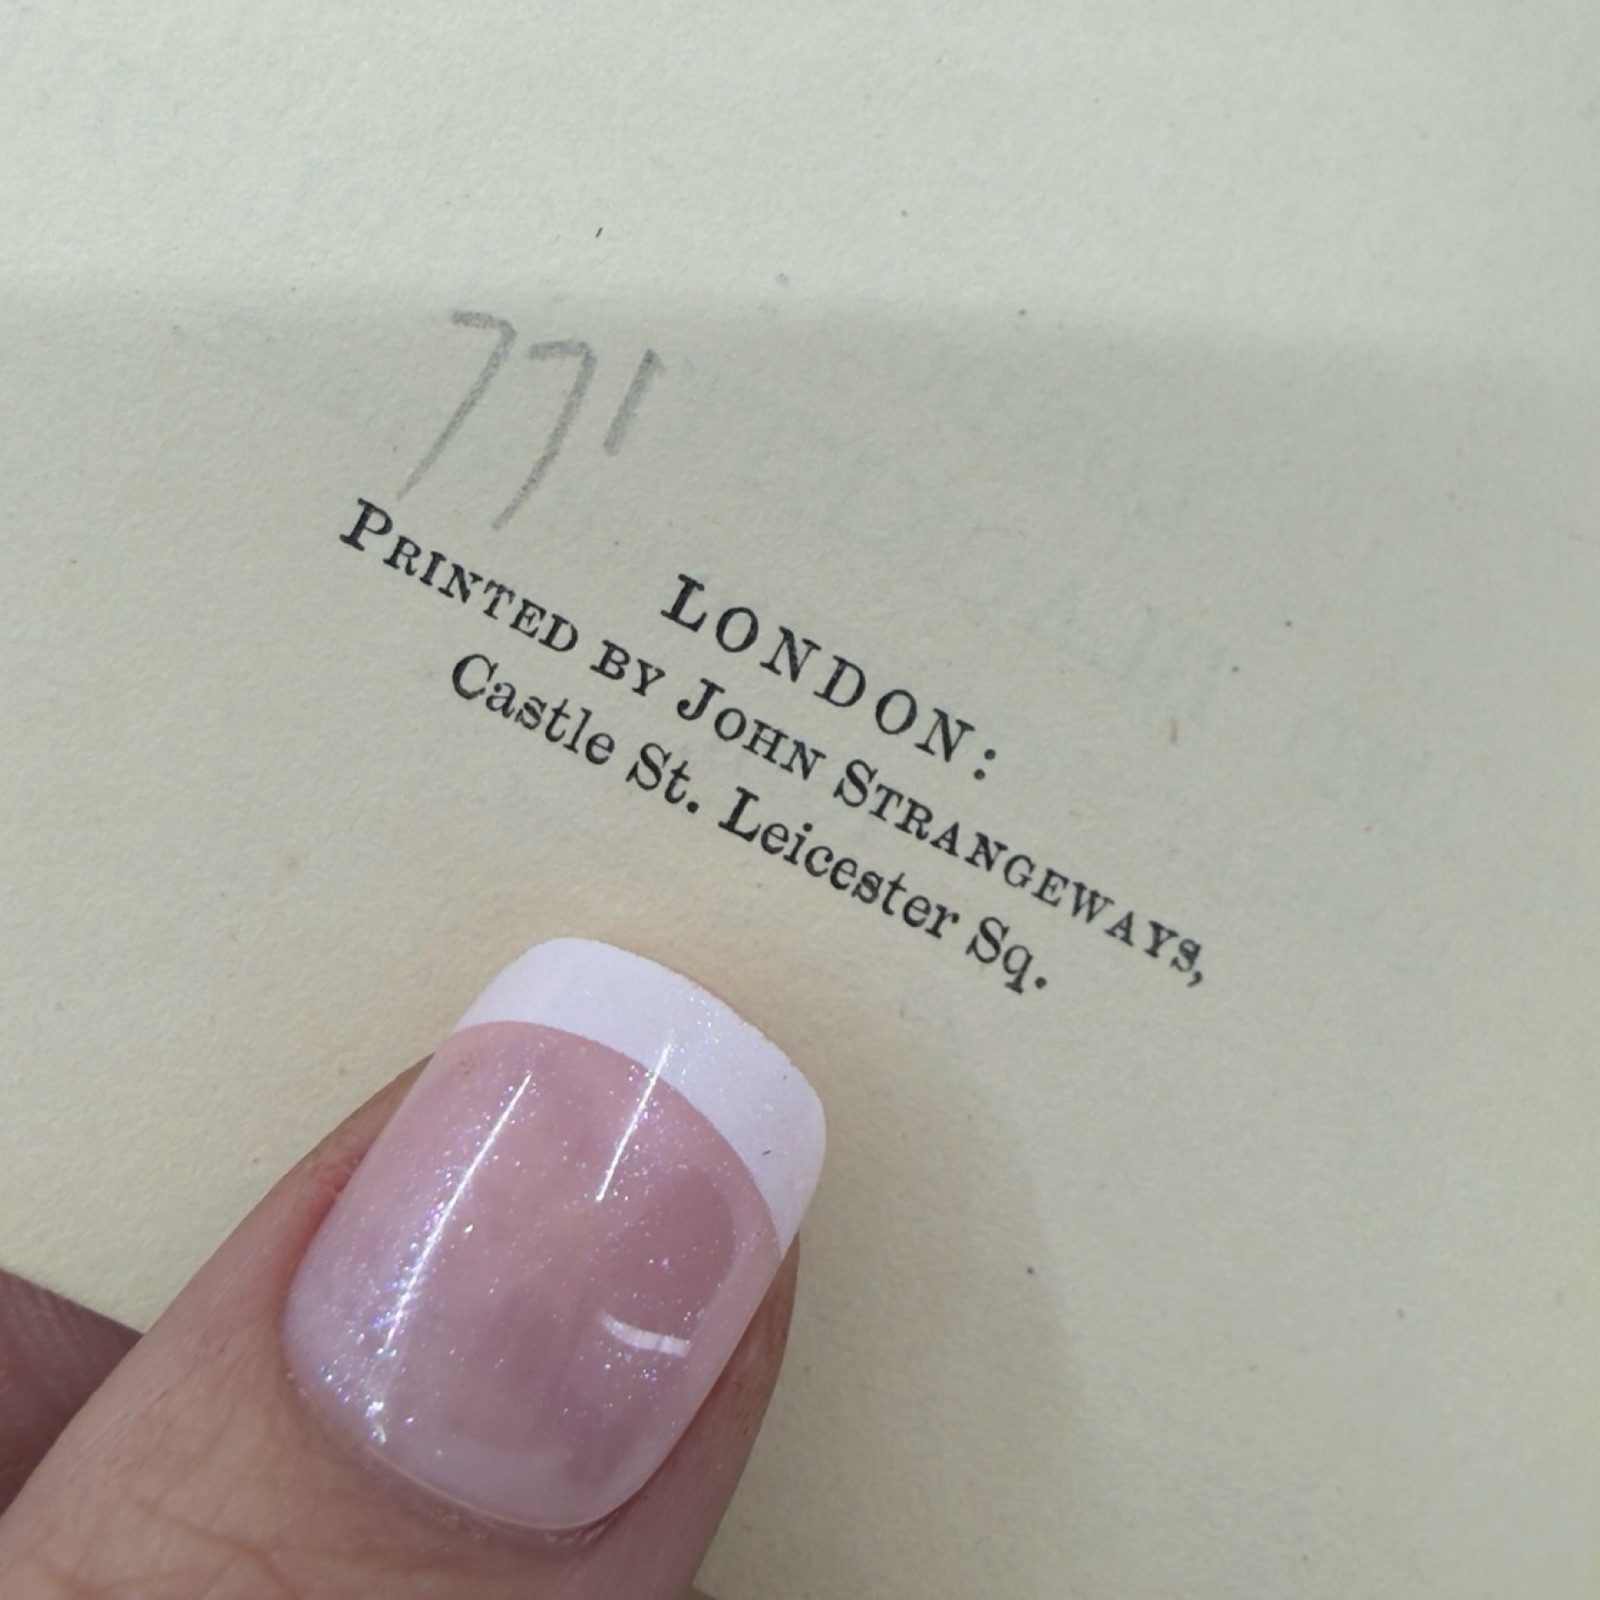 771
LONDON:
PRINTED BY JOHN STRANGEWAYS,
Castle St. Leicester Sq.